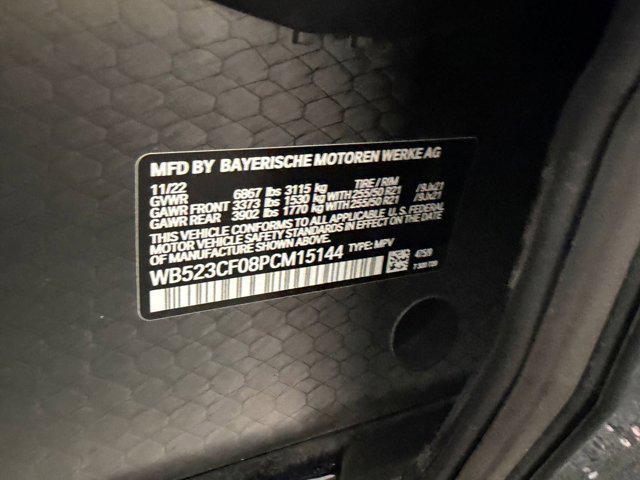 MFD BY BAYERISCHE MOTOREN WERKE AG
11/22
GVWR 6867 lbs 3115 kg TIRE / RIM
GAWR FRONT 3373 lbs 1530 kg WITH 255/50 R21 /9Jx21
GAWR REAR 3902 lbs 1770 kg WITH 255/50 R21 /9Jx21
THIS VEHICLE CONFORMS TO ALL APPLICABLE U.S. FEDERAL
MOTOR VEHICLE SAFETY STANDARDS IN EFFECT ON THE DATE
OF MANUFACTURE SHOWN ABOVE.
WB523CF08PCM15144 TYPE: MPV